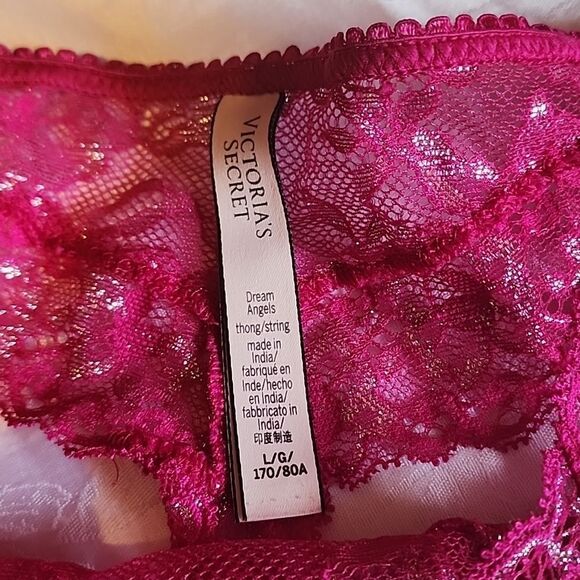 VICTORIA'S
SECRET
Dream
Angels
thong/string
made in
India/
fabriqué en
Inde/hecho
en India/
fabbricato in
India/
印度制造
L/G/
170/80A